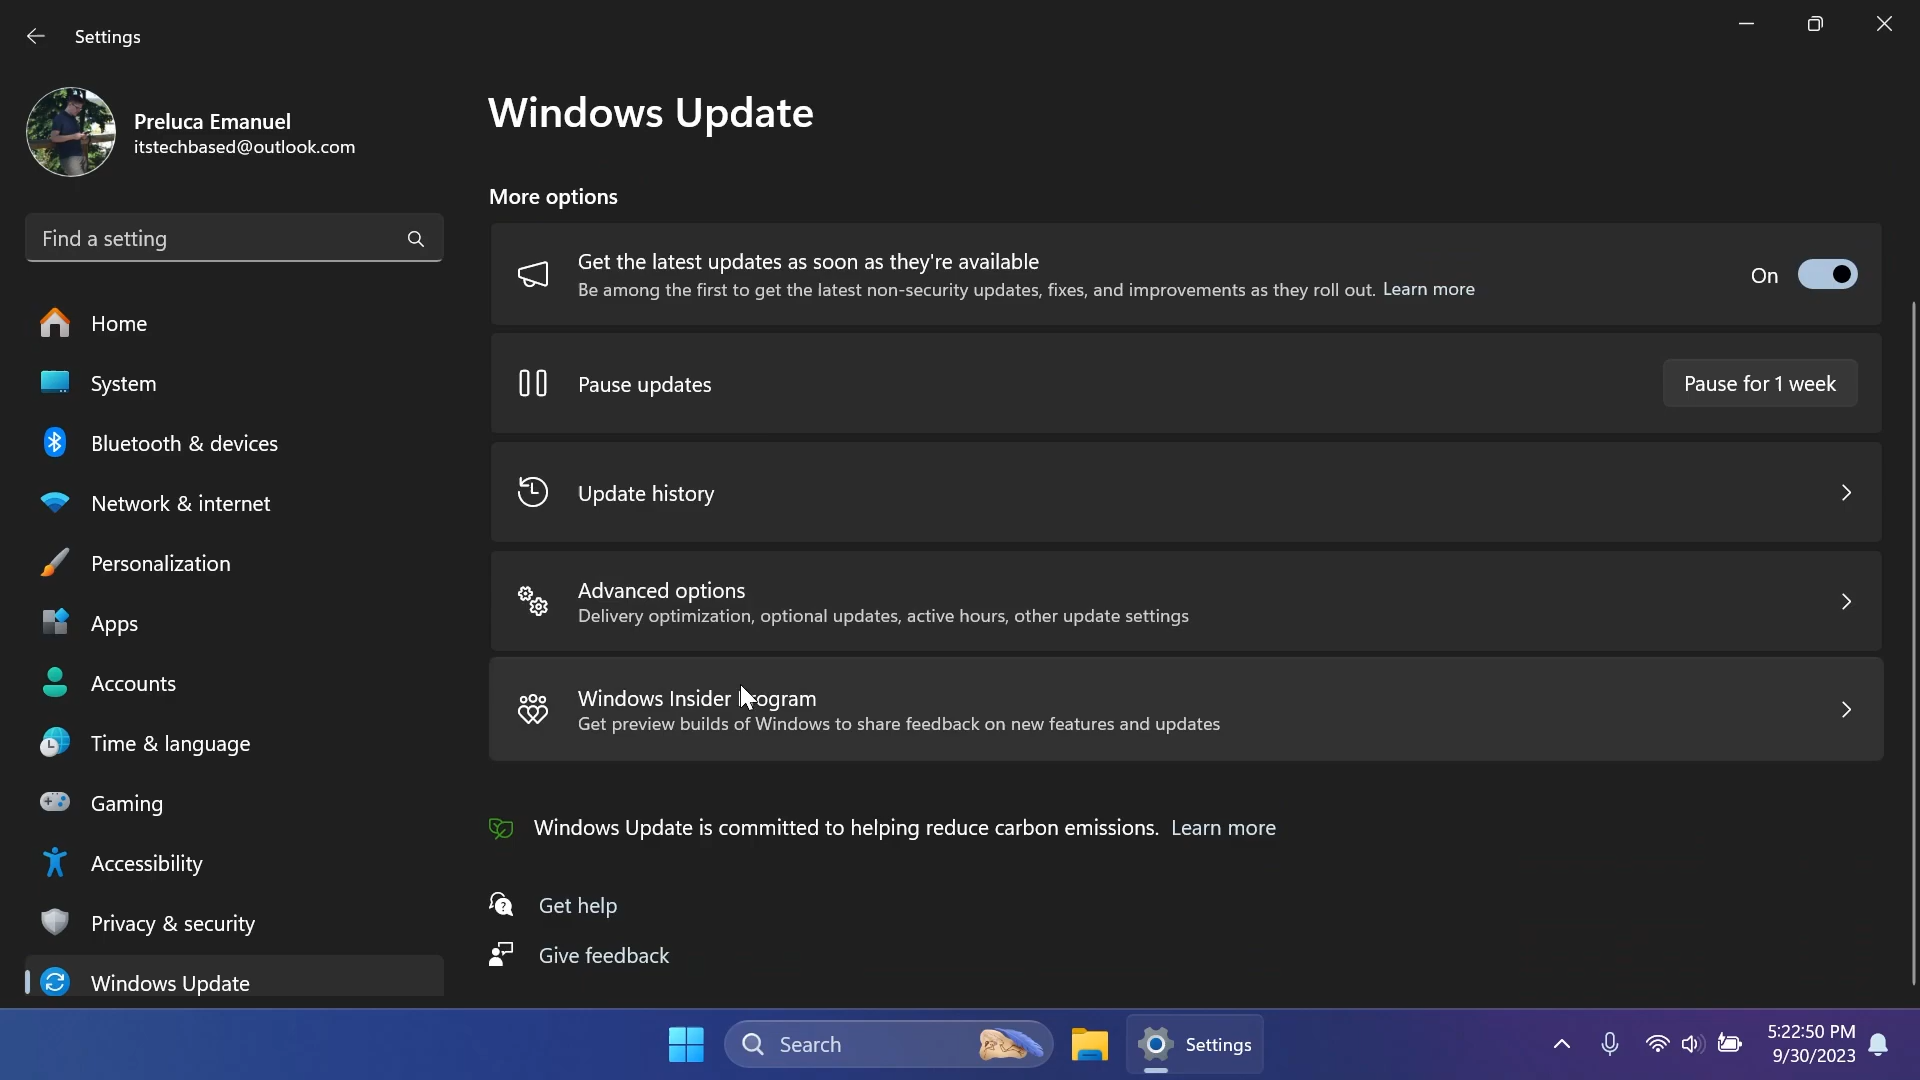 Settings
Preluca Emanuel
itstechbased@outlook.com
Find a setting
Home
System
Bluetooth & devices
Network & internet
Personalization
Apps
Accounts
Time & language
Gaming
Accessibility
Privacy & security
Windows Update
Windows Update
More options
Get the latest updates as soon as they're available
Be among the first to get the latest non-security updates, fixes, and improvements as they roll out. Learn more
On
Pause updates
Pause for 1 week
Update history
Advanced options
Delivery optimization, optional updates, active hours, other update settings
Windows Insider Program
Get preview builds of Windows to share feedback on new features and updates
Windows Update is committed to helping reduce carbon emissions. Learn more
Get help
Give feedback
Search
Settings
5:22:50 PM
9/30/2023